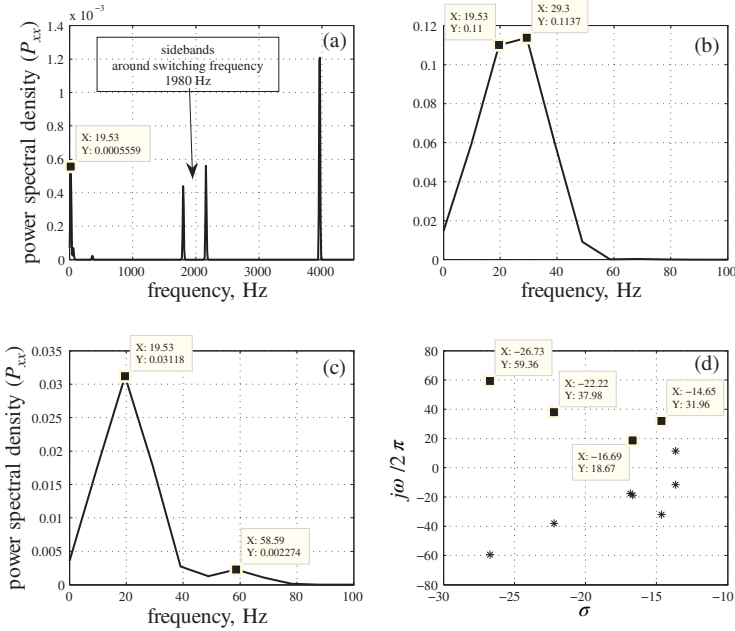 × 10⁻³
1.4
1.2
1
0.8
0.6
0.4
0.2
0
0
1000
2000
3000
4000
power spectral density (Pxx)
frequency, Hz
(a)
sidebands
around switching frequency
1980 Hz
X: 19.53
Y: 0.0005559
0.12
0.1
0.08
0.06
0.04
0.02
0
0
20
40
60
80
100
frequency, Hz
(b)
X: 19.53
Y: 0.11
X: 29.3
Y: 0.1137
0.035
0.03
0.025
0.02
0.015
0.01
0.005
0
0
20
40
60
80
100
power spectral density (Pxx)
frequency, Hz
(c)
X: 19.53
Y: 0.03118
X: 58.59
Y: 0.002274
80
60
40
20
0
−20
−40
−60
−80
−30
−25
−20
−15
−10
jω /2 π
σ
(d)
X: −26.73
Y: 59.36
X: −22.22
Y: 37.98
X: −14.65
Y: 31.96
X: −16.69
Y: 18.67